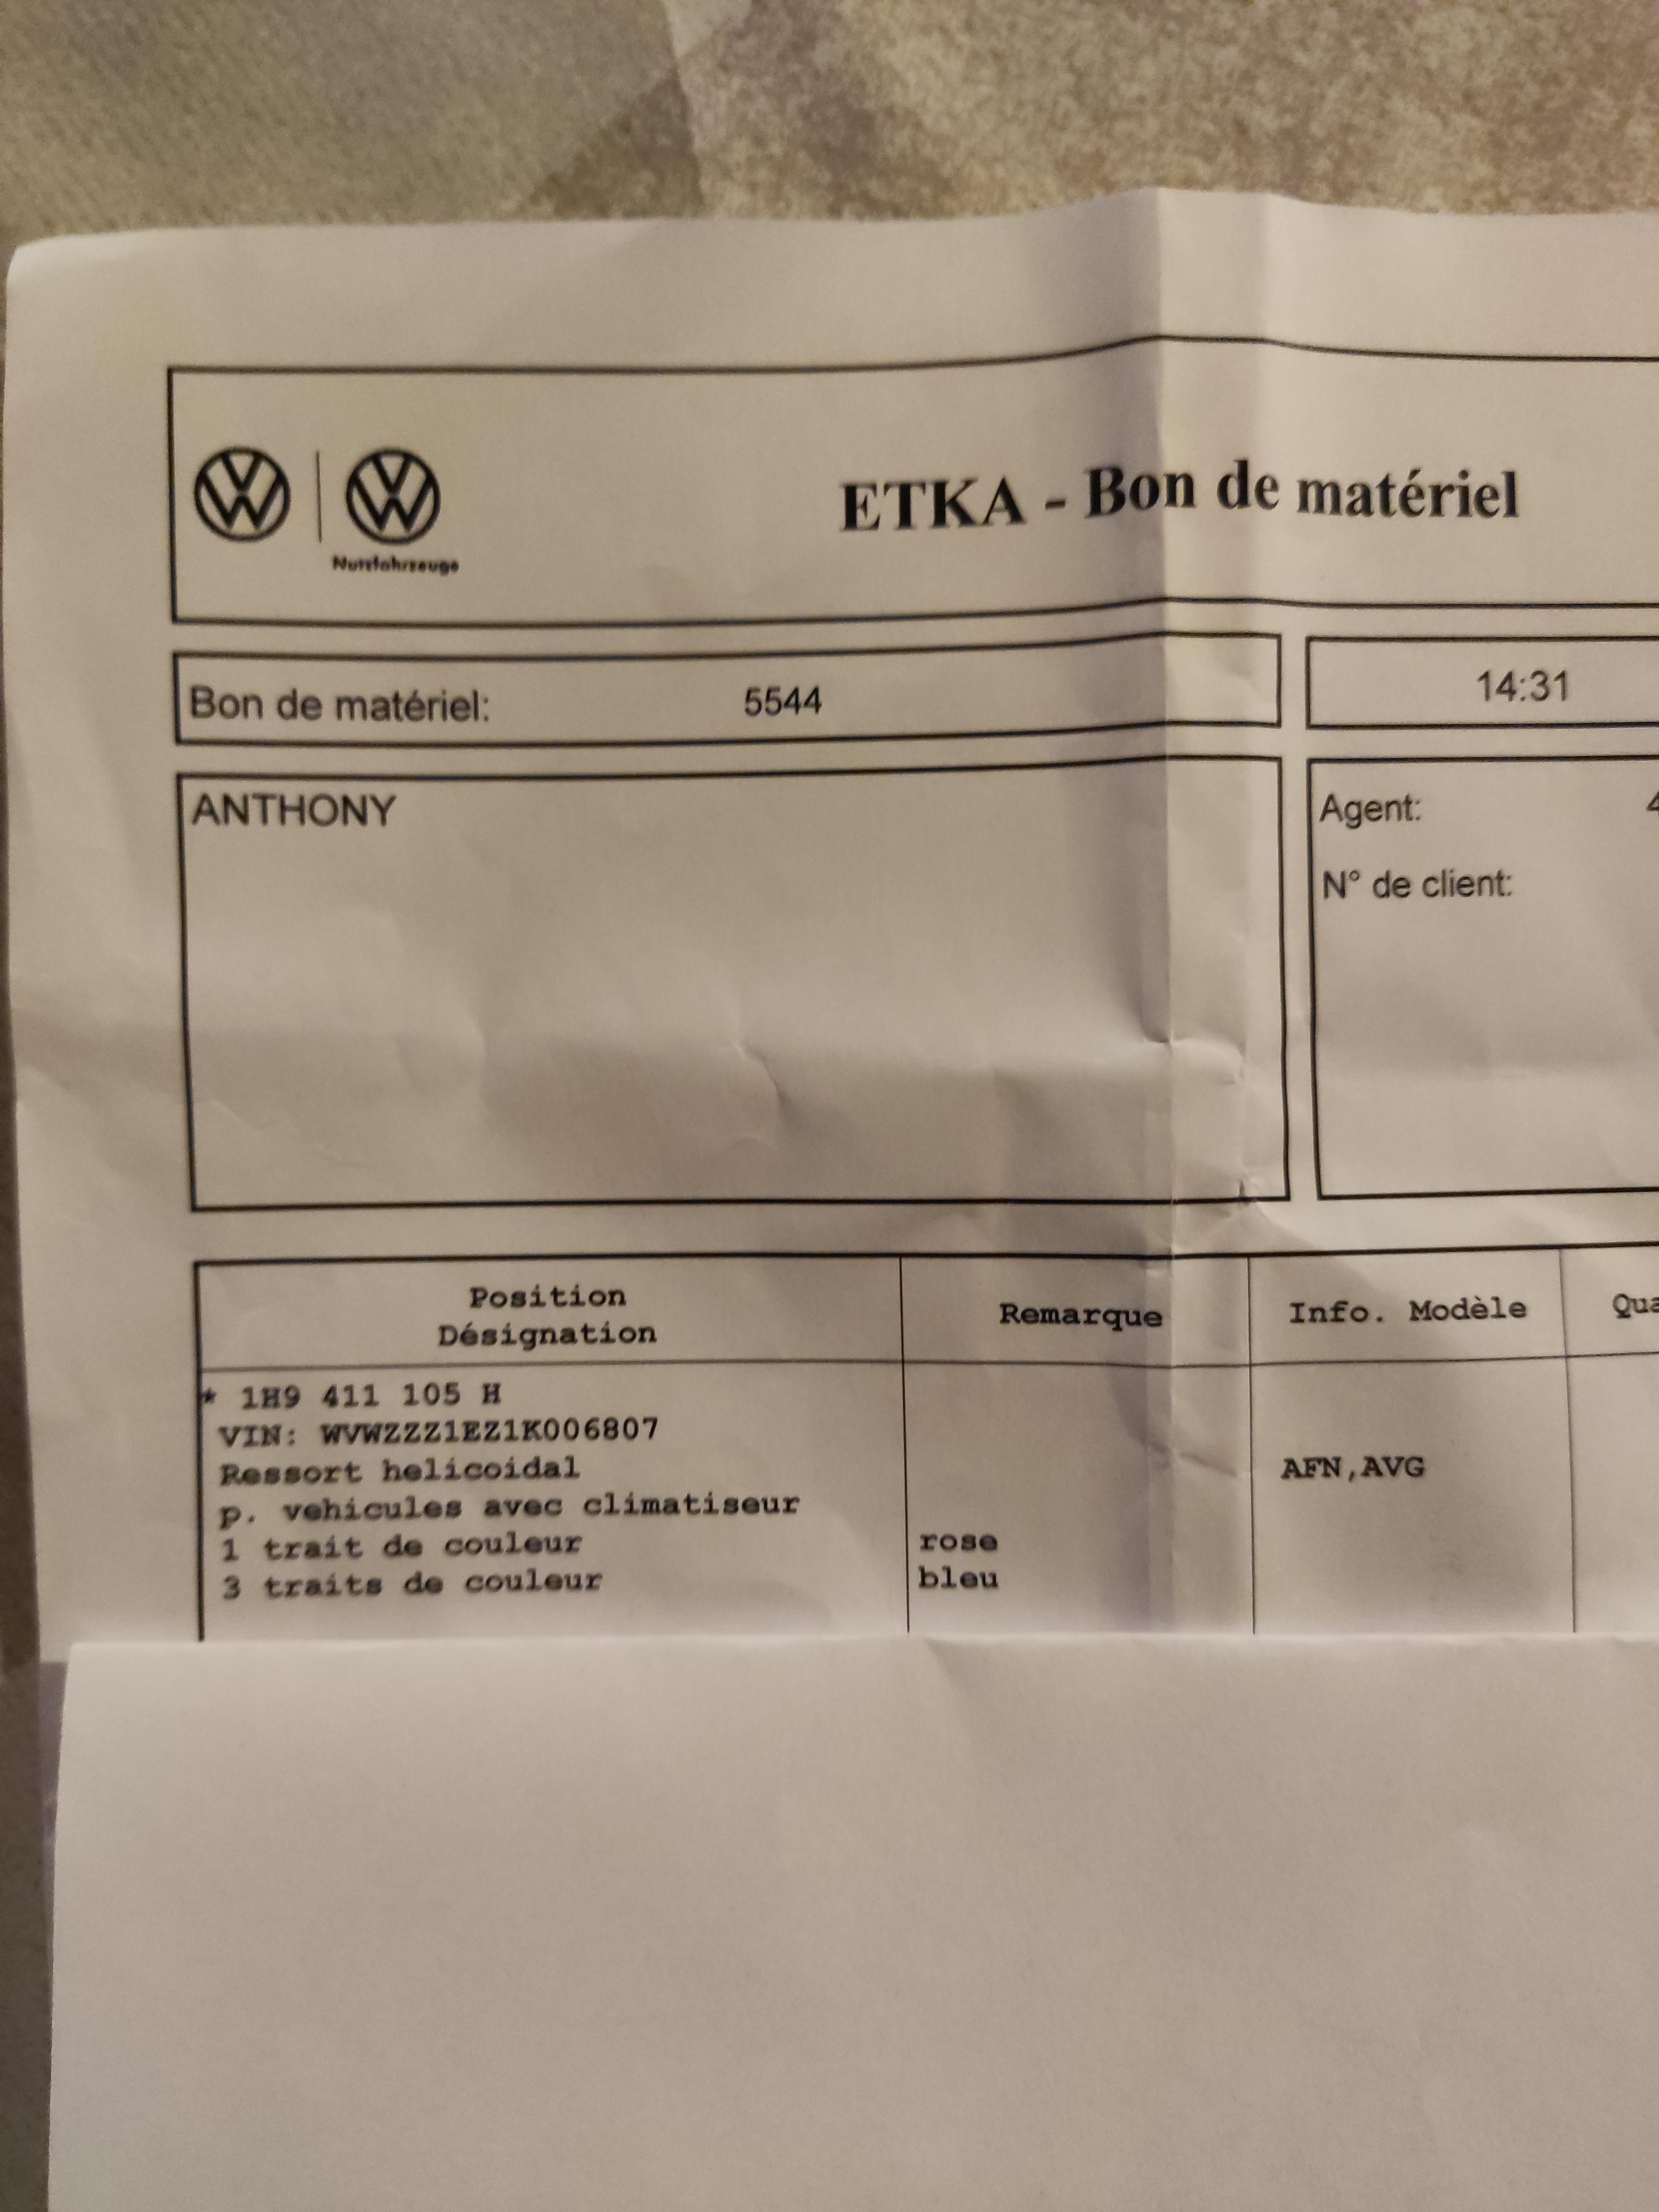 Nutzfahrzeuge
ETKA - Bon de matériel
Bon de matériel: 5544
14:31
ANTHONY
Agent:
N° de client:
Position
Désignation
Remarque
Info. Modèle
* 1H9 411 105 H
VIN: WVWZZZ1EZ1K006807
Ressort helicoidal
AFN,AVG
p. vehicules avec climatiseur
1 trait de couleur rose
3 traits de couleur bleu